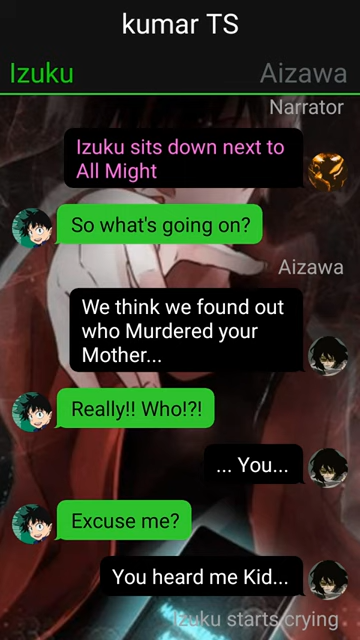 kumar TS
Izuku
Aizawa
Narrator
Izuku sits down next to
All Might
So what's going on?
Aizawa
We think we found out
who Murdered your
Mother...
Really!! Who!?!
... You...
Excuse me?
You heard me Kid...
Izuku starts crying